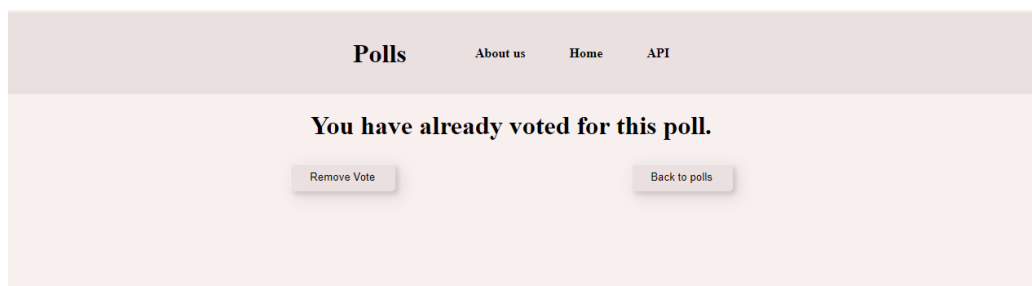 Polls About us Home API
You have already voted for this poll.
Remove Vote Back to polls